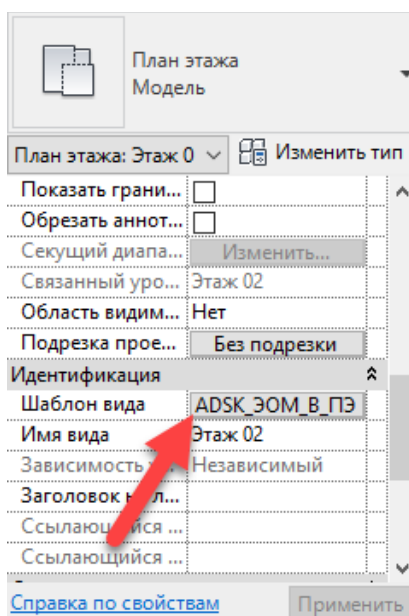 План этажа
Модель
План этажа: Этаж 0 Изменить тип
Показать грани...
Обрезать аннот...
Секущий диапа... Изменить...
Связанный уро... Этаж 02
Область видим... Нет
Подрезка прое... Без подрезки
Идентификация
Шаблон вида ADSK_ЭОМ_В_ПЭ
Имя вида Этаж 02
Зависимость Независимый
Заголовок
Ссылающийся ...
Ссылающийся ...
Справка по свойствам Применить